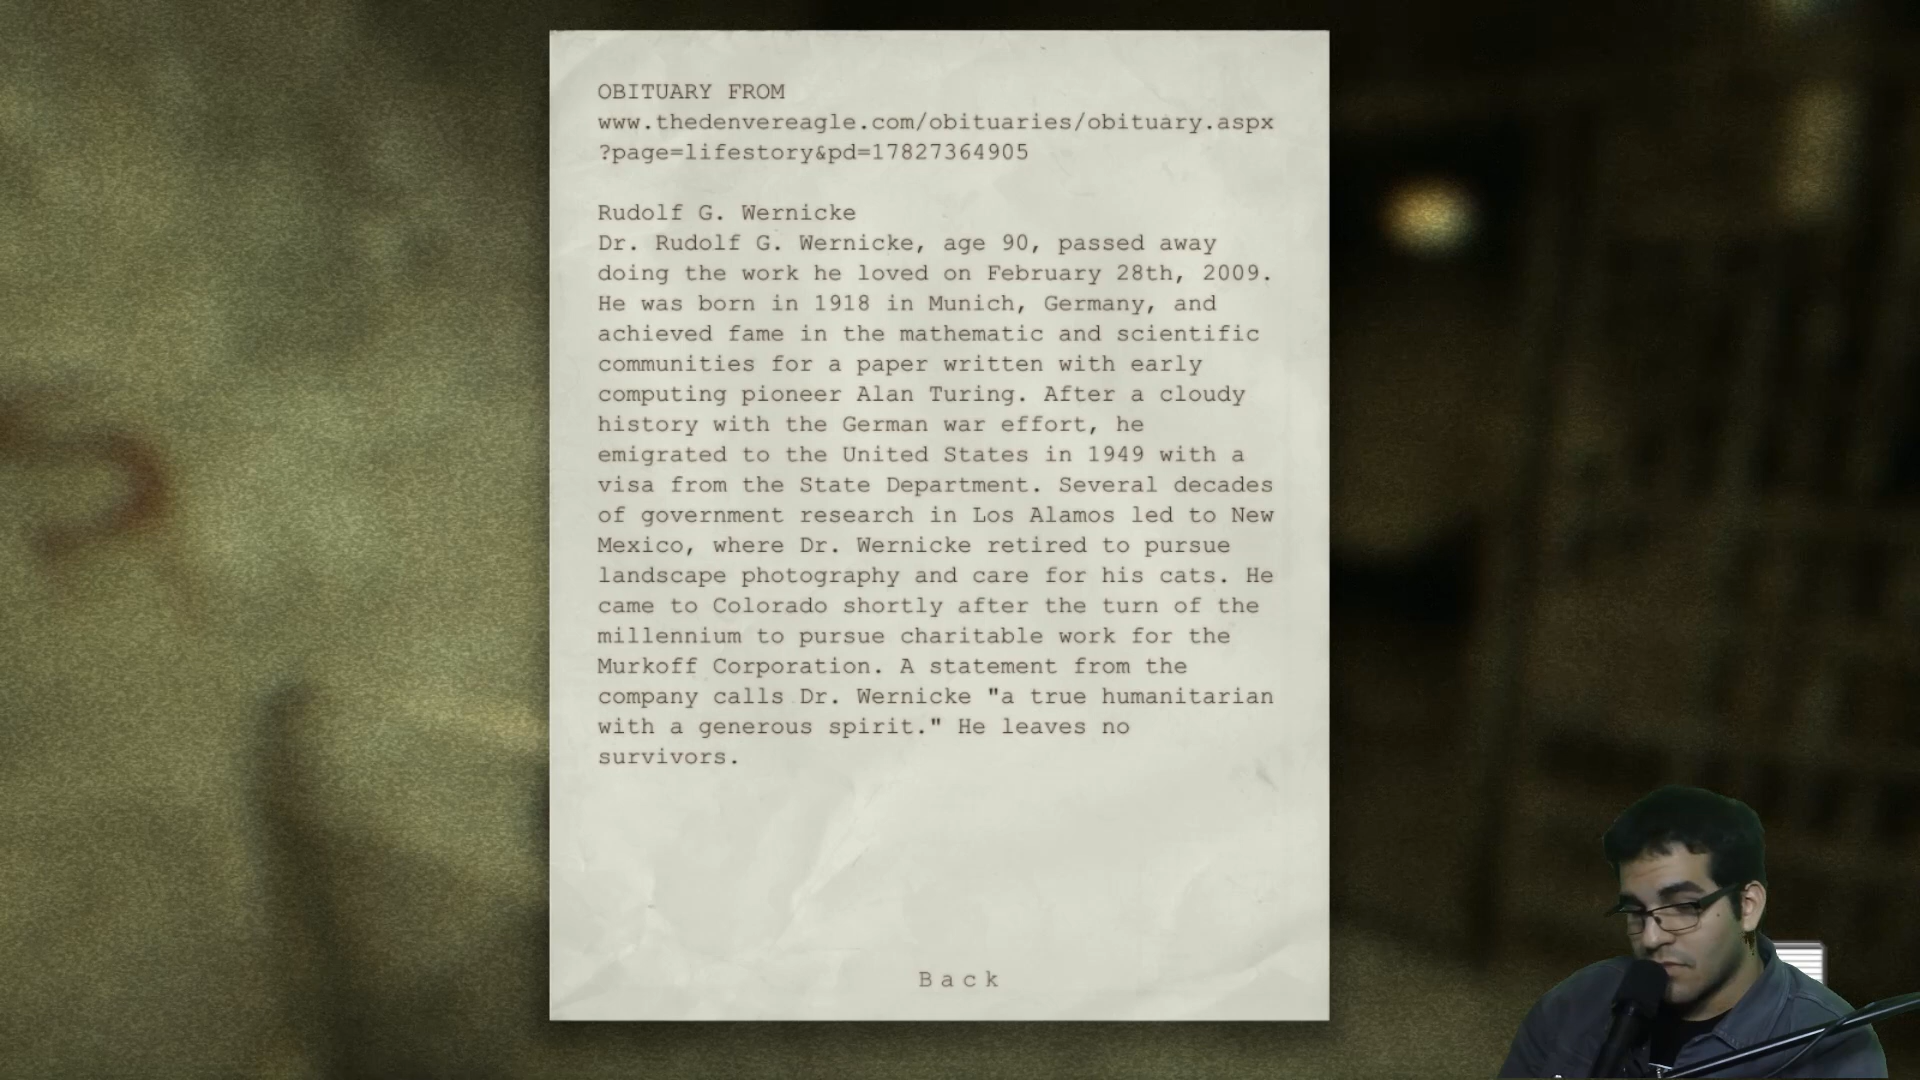 OBITUARY FROM
www.thedenvereagle.com/obituaries/obituary.aspx
?page=lifestory&pd=17827364905
Rudolf G. Wernicke
Dr. Rudolf G. Wernicke, age 90, passed away
doing the work he loved on February 28th, 2009.
He was born in 1918 in Munich, Germany, and
achieved fame in the mathematic and scientific
communities for a paper written with early
computing pioneer Alan Turing. After a cloudy
history with the German war effort, he
emigrated to the United States in 1949 with a
visa from the State Department. Several decades
of government research in Los Alamos led to New
Mexico, where Dr. Wernicke retired to pursue
landscape photography and care for his cats. He
came to Colorado shortly after the turn of the
millennium to pursue charitable work for the
Murkoff Corporation. A statement from the
company calls Dr. Wernicke "a true humanitarian
with a generous spirit." He leaves no
survivors.
Back